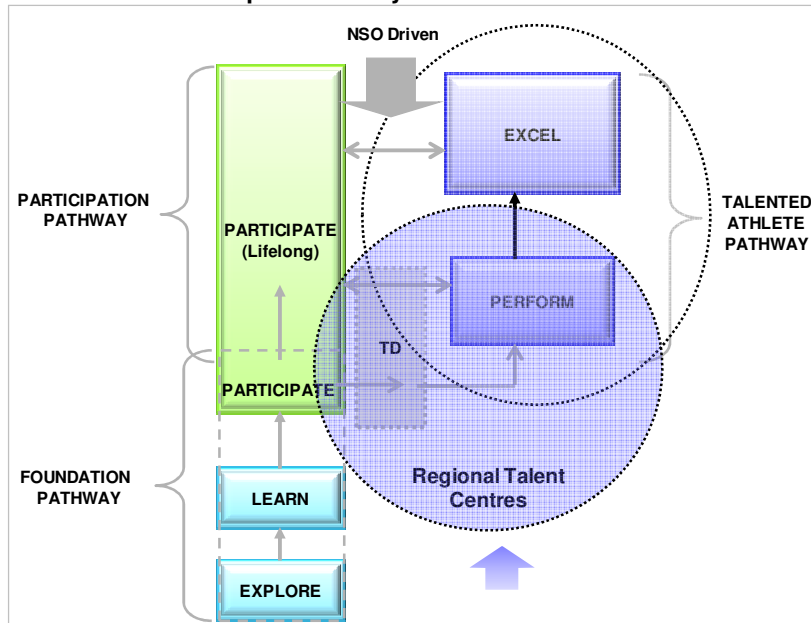 NSO Driven
EXCEL
PARTICIPATION
PATHWAY
PARTICIPATE
(Lifelong)
TALENTED
ATHLETE
PATHWAY
PERFORM
TD
PARTICIPATE
FOUNDATION
PATHWAY
LEARN
Regional Talent
Centres
EXPLORE